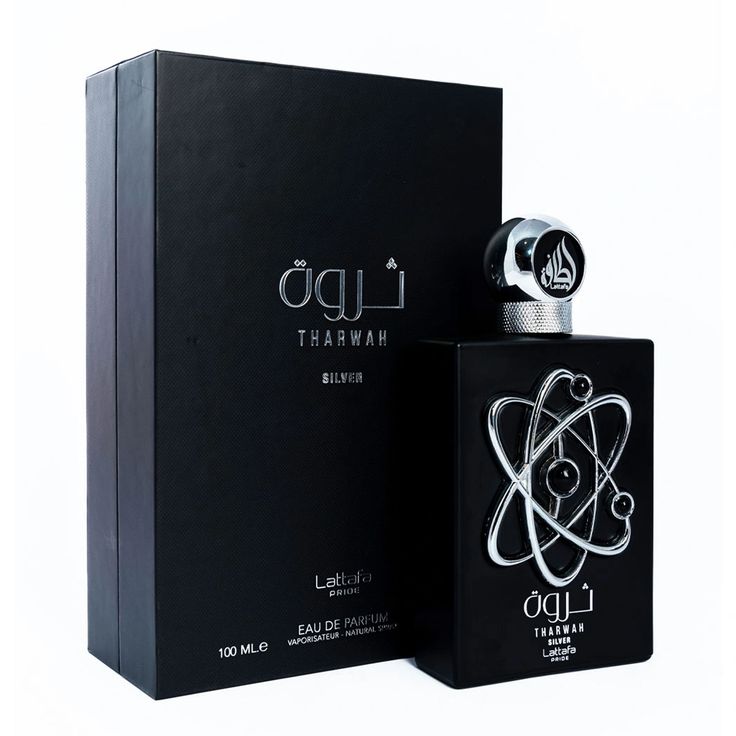 ثروة
THARWAH
SILVER
Lattafa
PRIDE
EAU DE PARFUM
VAPORISATEUR - NATURAL SPRAY
100 ML.e
لطافة
Lattafa
ثروة
THARWAH
SILVER
Lattafa
PRIDE